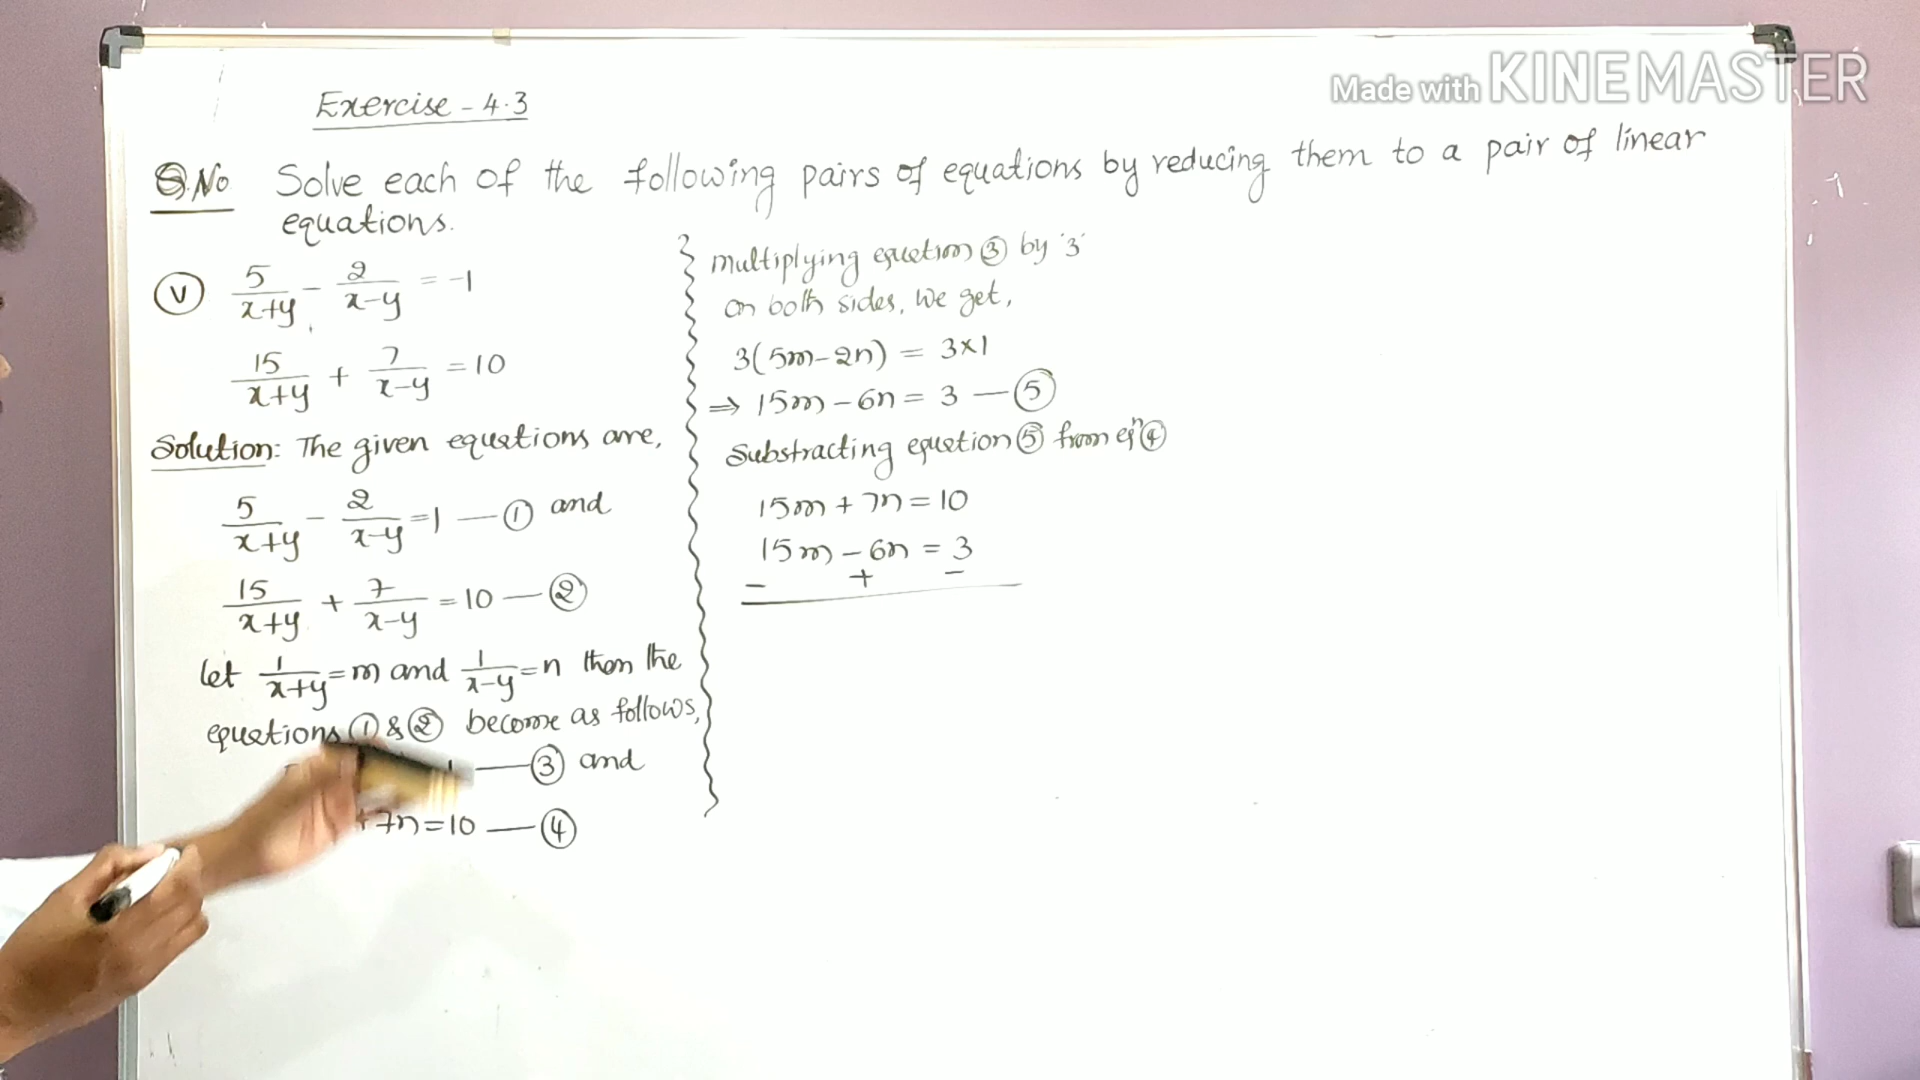 Made with KINEMASTER
Exercise - 4.3
Q.No Solve each of the following pairs of equations by reducing them to a pair of linear
equations.
(v) 5/(x+y) - 2/(x-y) = -1
15/(x+y) + 7/(x-y) = 10
Solution: The given equations are,
5/(x+y) - 2/(x-y) = 1 — ① and
15/(x+y) + 7/(x-y) = 10 — ②
Let 1/(x+y) = m and 1/(x-y) = n then the
equations ① & ② become as follows,
— ③ and
+ 7n = 10 — ④
multiplying equation ③ by '3'
on both sides, we get,
3(5m - 2n) = 3×1
⇒ 15m - 6n = 3 — ⑤
Substracting equation ⑤ from eqⁿ ④
15m + 7n = 10
15m - 6n = 3
- + -